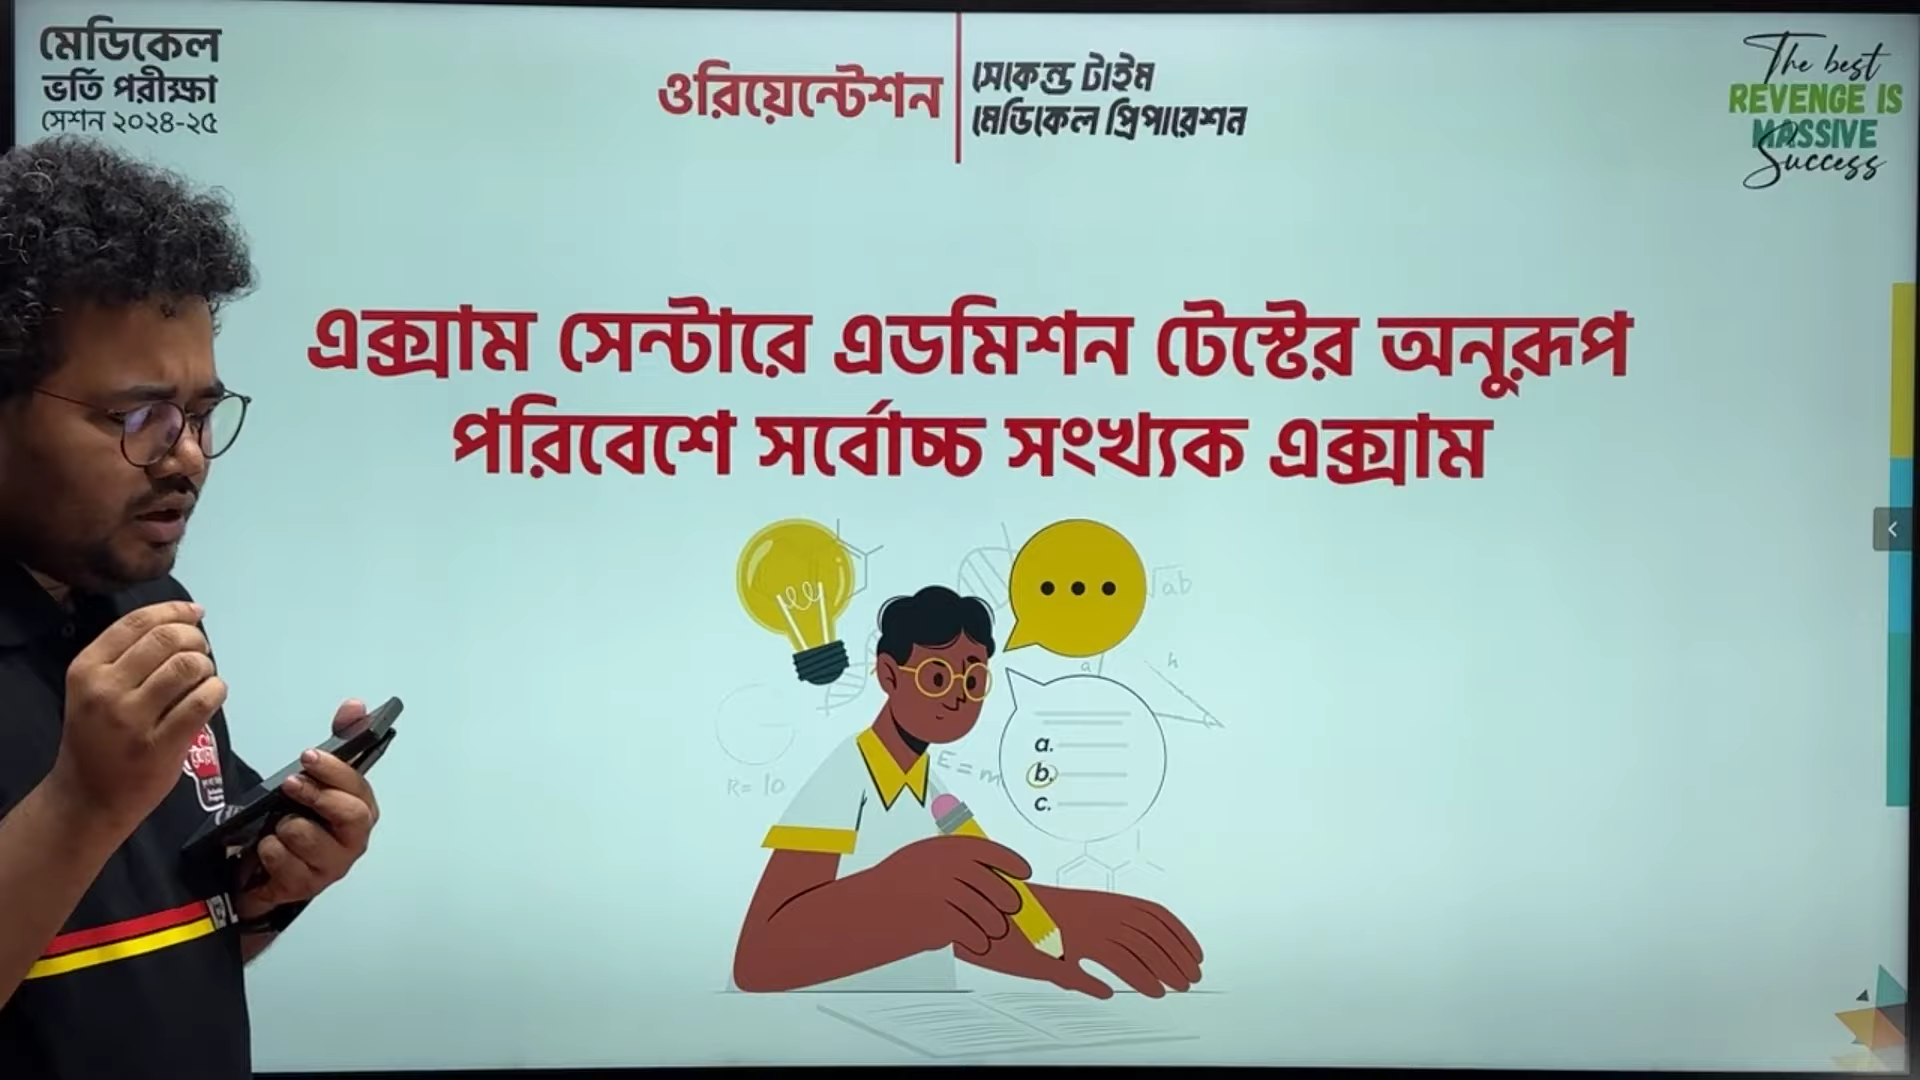 মেডিকেল
ভর্তি পরীক্ষা
সেশন ২০২৪-২৫
ওরিয়েন্টেশন
সেকেন্ড টাইম
মেডিকেল প্রিপারেশন
The best
REVENGE IS
MASSIVE
Success
এক্সাম সেন্টারে এডমিশন টেস্টের অনুরূপ
পরিবেশে সর্বোচ্চ সংখ্যক এক্সাম
√ab
a
h
a.
b.
c.
E = m
R= 10